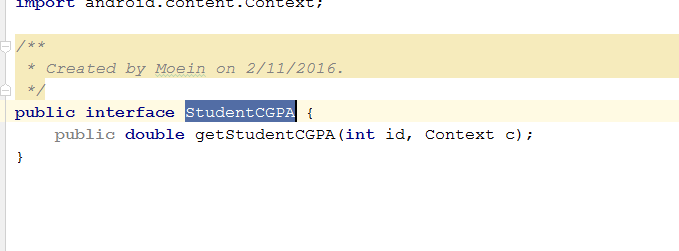 import android.content.Context;
/**
 * Created by Moein on 2/11/2016.
 */
public interface StudentCGPA {
    public double getStudentCGPA(int id, Context c);
}